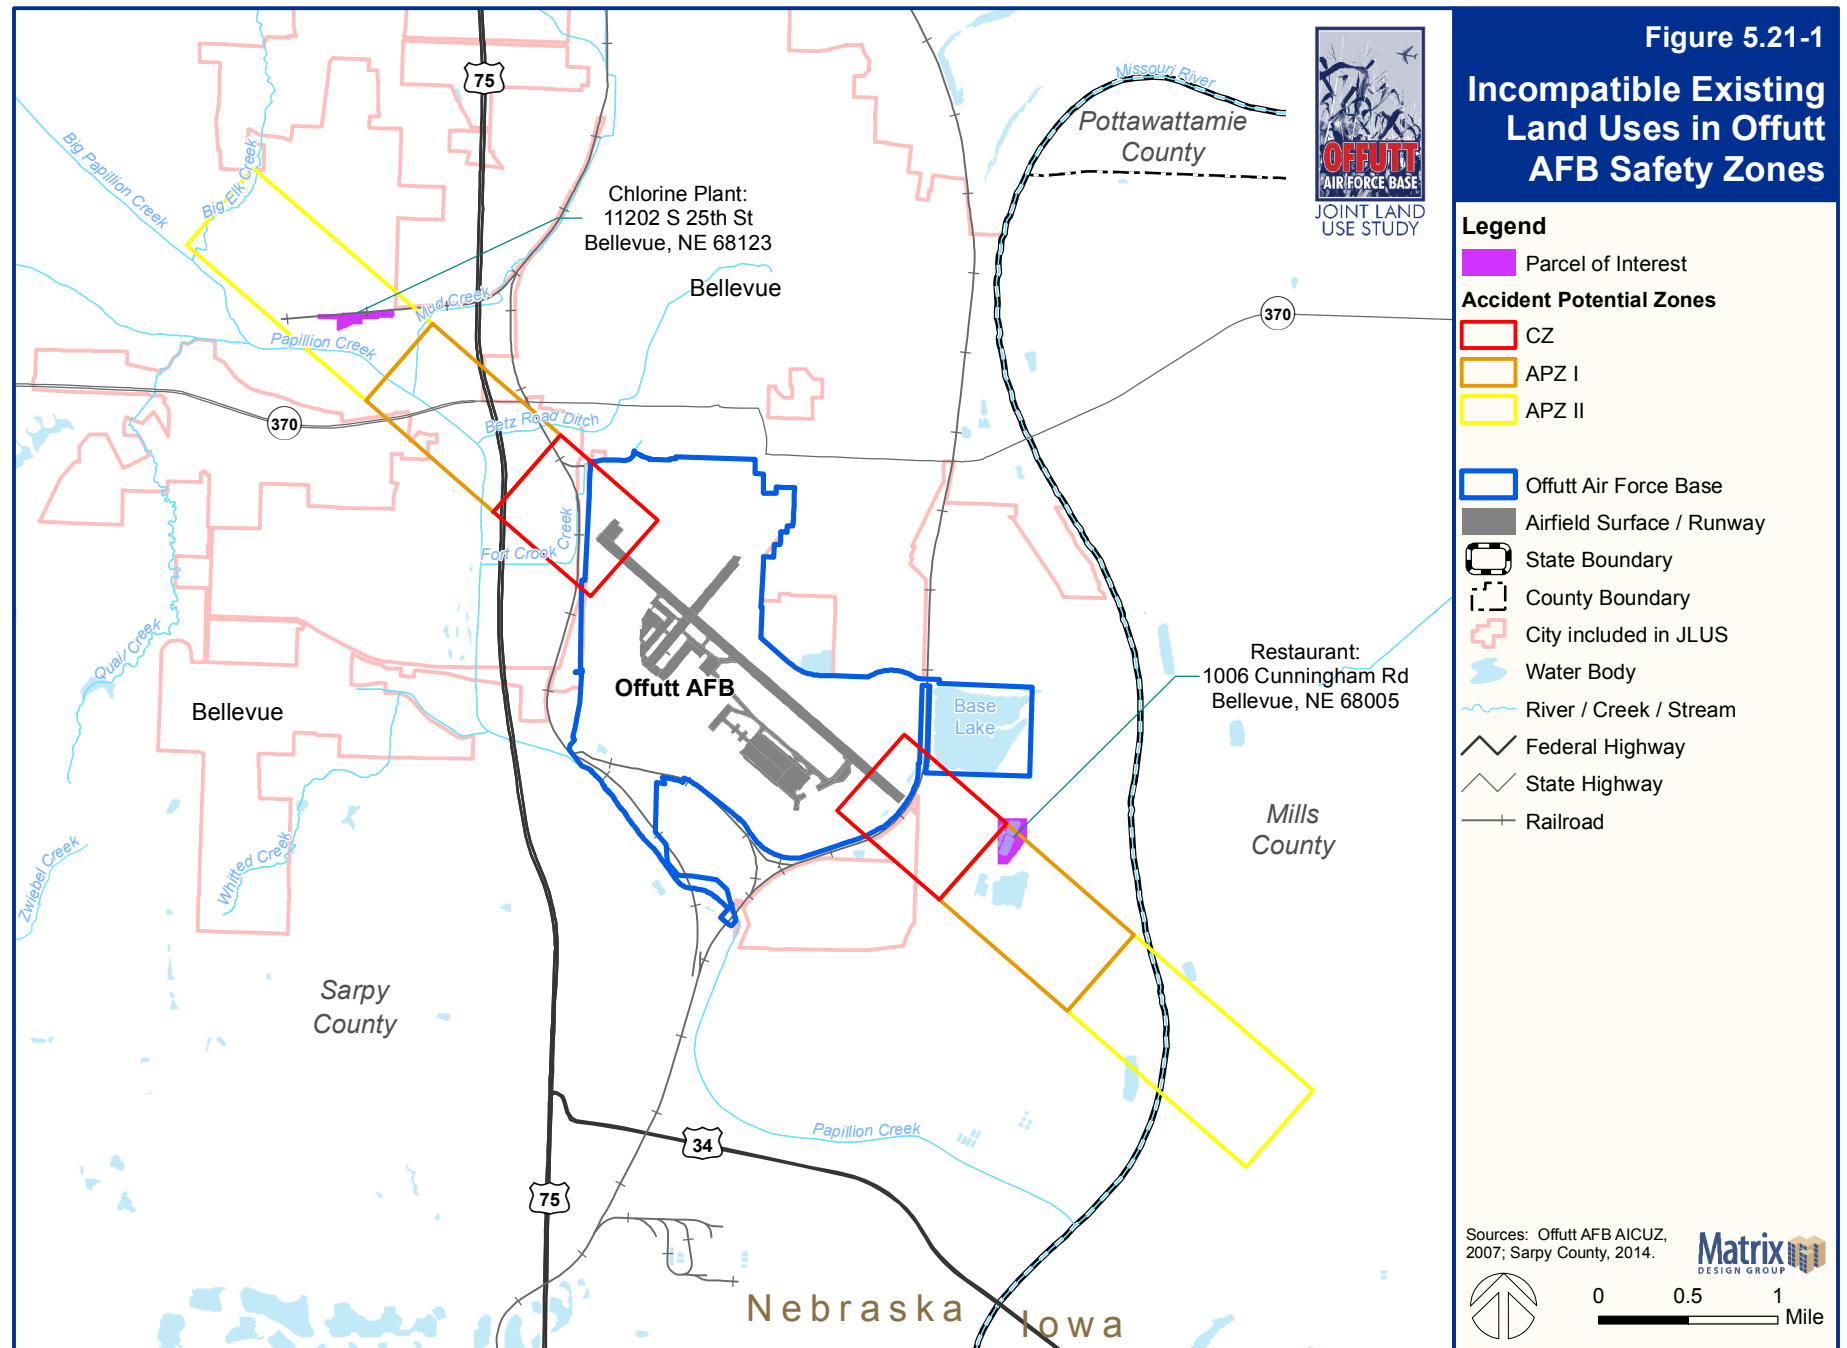 Figure 5.21-1
Incompatible Existing
Land Uses in Offutt
AFB Safety Zones
Legend
Parcel of Interest
Accident Potential Zones
CZ
APZ I
APZ II
Offutt Air Force Base
Airfield Surface / Runway
State Boundary
County Boundary
City included in JLUS
Water Body
River / Creek / Stream
Federal Highway
State Highway
Railroad
Sources: Offutt AFB AICUZ,
2007; Sarpy County, 2014.
Matrix
DESIGN GROUP
0 0.5 1
Mile
OFFUTT
AIR FORCE BASE
JOINT LAND
USE STUDY
75
Missouri River
Pottawattamie
County
Big Papillion Creek
Big Elk Creek
Chlorine Plant:
11202 S 25th St
Bellevue, NE 68123
Bellevue
Mud Creek
Papillion Creek
370
370
Betz Road Ditch
Fort Crook Creek
Quail Creek
Restaurant:
1006 Cunningham Rd
Bellevue, NE 68005
Offutt AFB
Bellevue
Base
Lake
Mills
County
Zwiebel Creek
Whitted Creek
Sarpy
County
Papillion Creek
34
75
Nebraska
Iowa